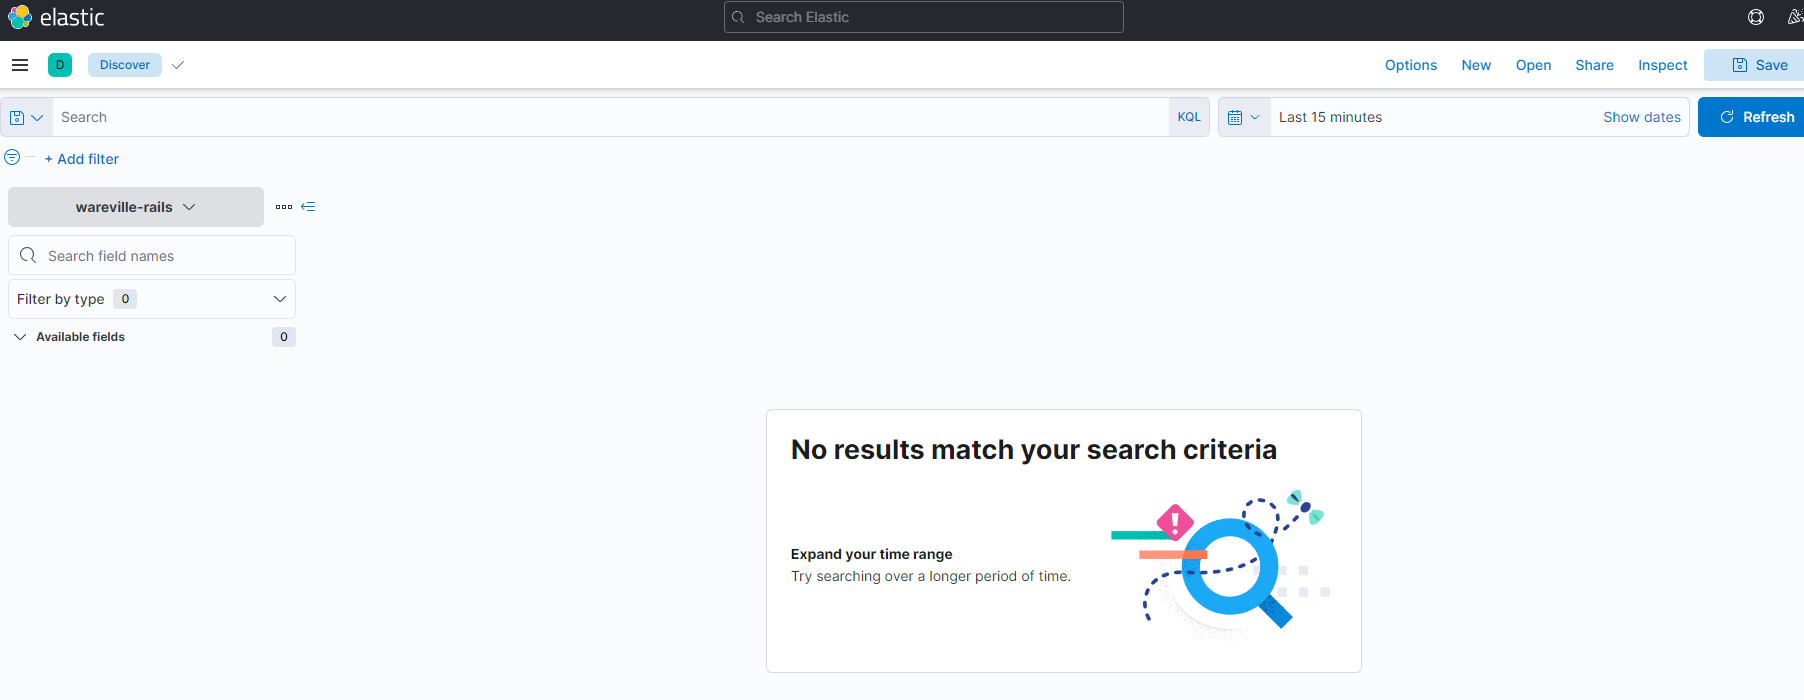 elastic
Search Elastic
D
Discover
Options
New
Open
Share
Inspect
Save
Search
KQL
Last 15 minutes
Show dates
Refresh
+ Add filter
wareville-rails
Search field names
Filter by type 0
Available fields 0
No results match your search criteria
Expand your time range
Try searching over a longer period of time.